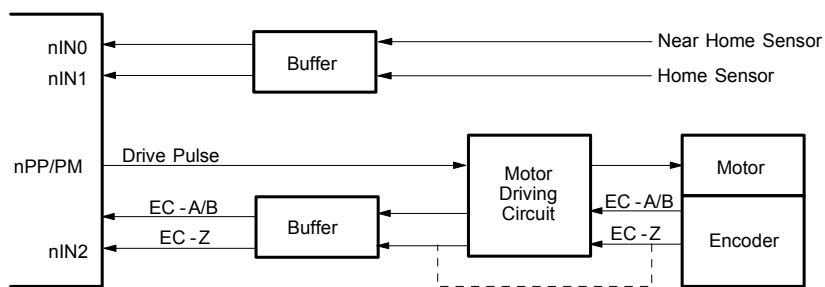 nIN0
Buffer
Near Home Sensor
nIN1
Home Sensor
nPP/PM
Drive Pulse
Motor
Driving
Circuit
Motor
EC - A/B
Buffer
EC - A/B
nIN2
EC - Z
EC - Z
Encoder